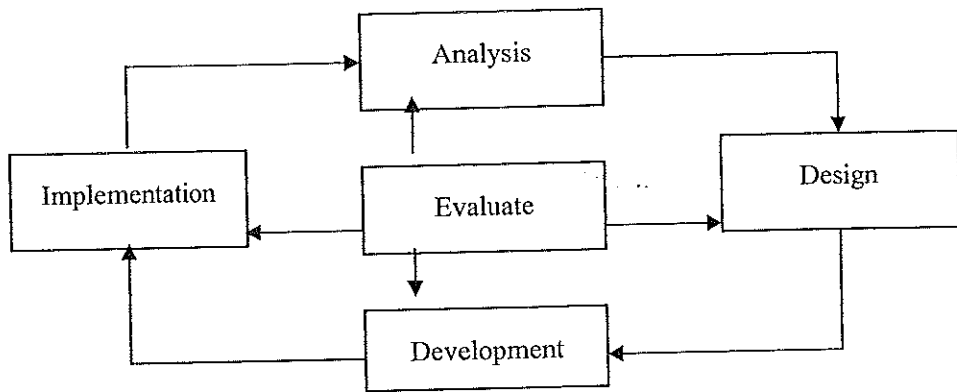 Analysis
Implementation
Evaluate
Design
Development